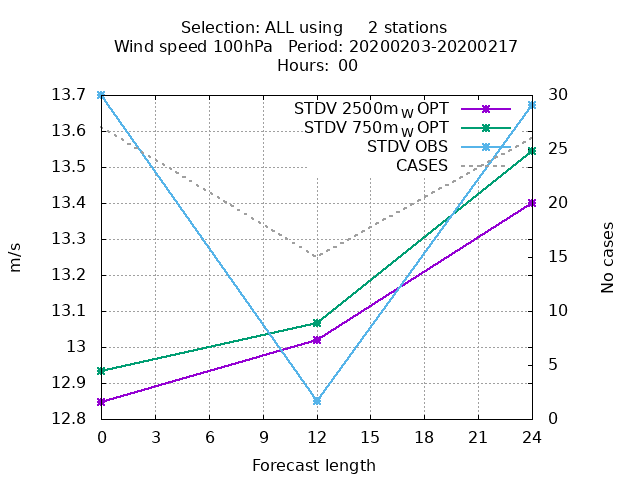 Selection: ALL using     2 stations
Wind speed 100hPa   Period: 20200203-20200217
Hours:  00
STDV 2500m W OPT
STDV 750m W OPT
STDV OBS
CASES
13.7
13.6
13.5
13.4
13.3
13.2
13.1
13
12.9
12.8
30
25
20
15
10
5
0
m/s
No cases
0 3 6 9 12 15 18 21 24
Forecast length